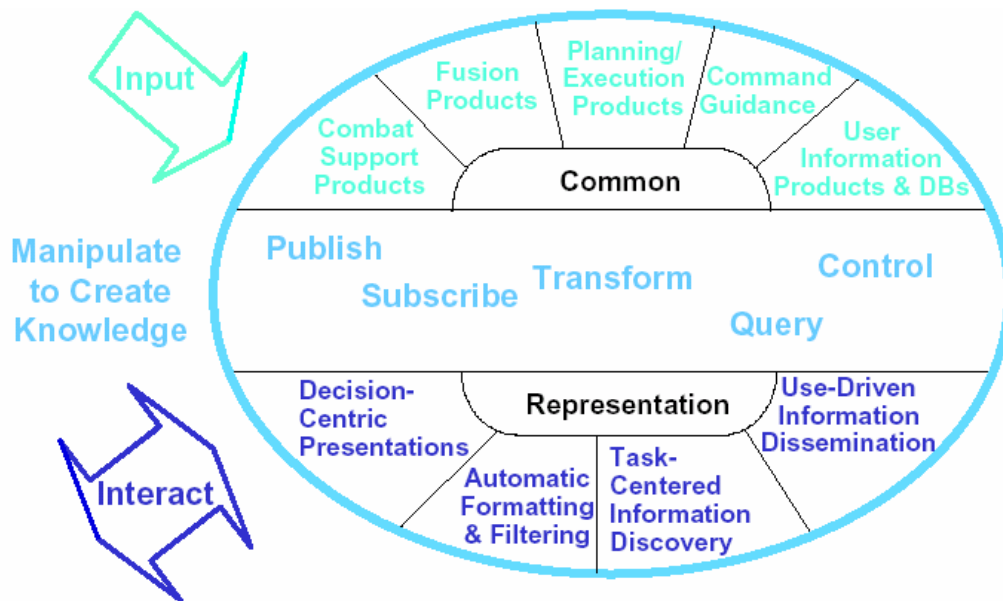 Input
Combat
Support
Products
Fusion
Products
Planning/
Execution
Products
Command
Guidance
User
Information
Products & DBs
Common
Manipulate
to Create
Knowledge
Publish
Subscribe
Transform
Control
Query
Interact
Decision-
Centric
Presentations
Representation
Use-Driven
Information
Dissemination
Automatic
Formatting
& Filtering
Task-
Centered
Information
Discovery